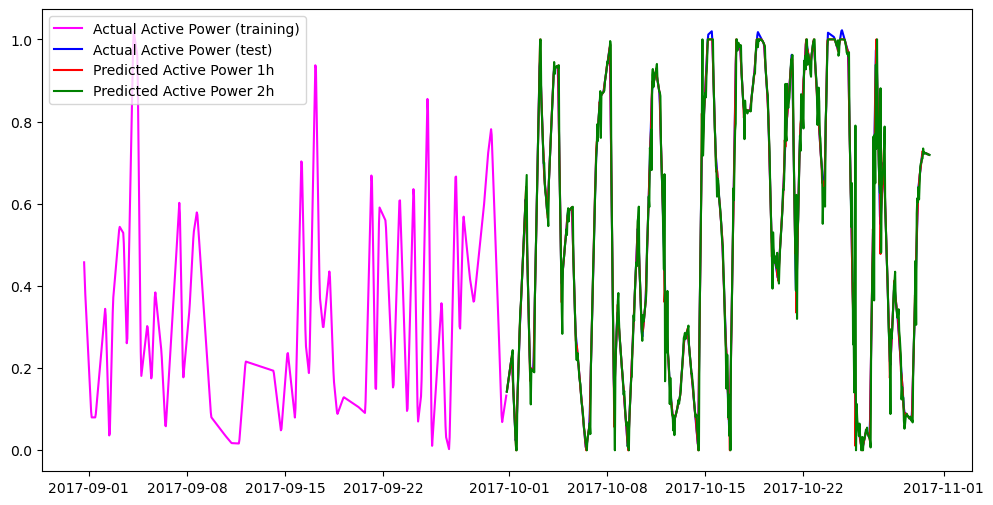 Actual Active Power (training)
Actual Active Power (test)
Predicted Active Power 1h
Predicted Active Power 2h
1.0
0.8
0.6
0.4
0.2
0.0
2017-09-01 2017-09-08 2017-09-15 2017-09-22 2017-10-01 2017-10-08 2017-10-15 2017-10-22 2017-11-01